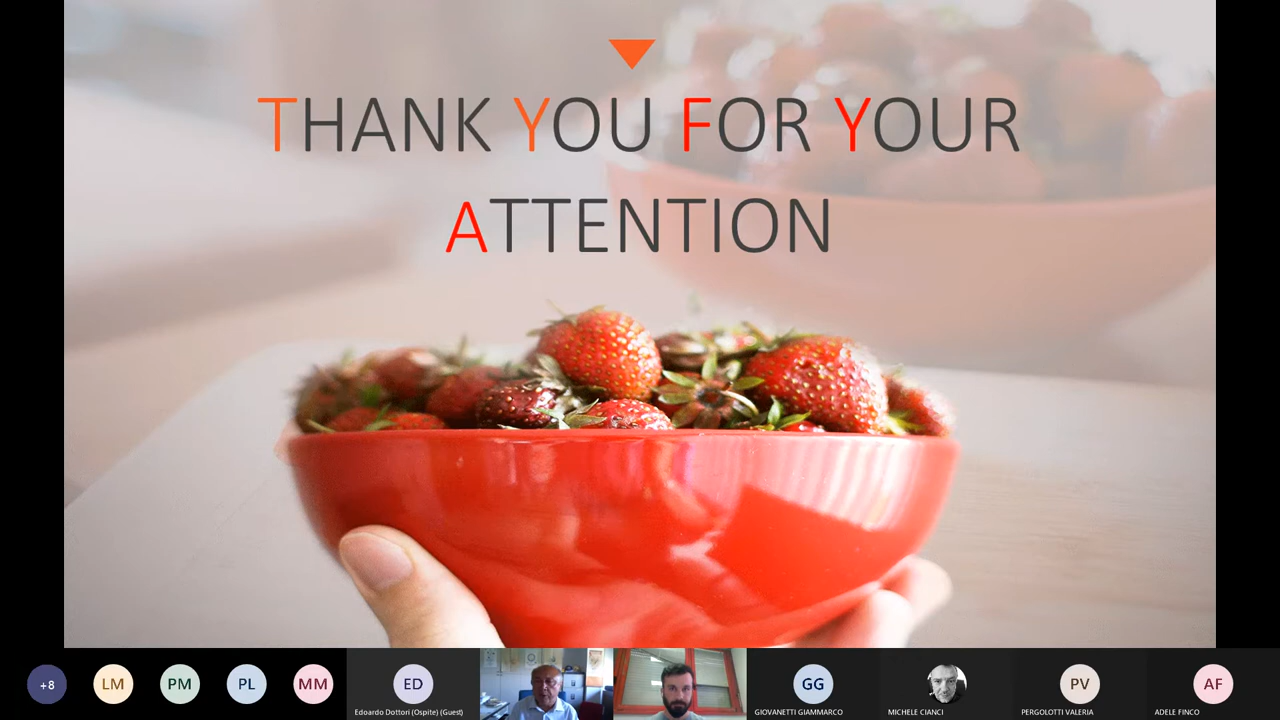 THANK YOU FOR YOUR
ATTENTION
+8
LM
PM
PL
MM
ED
Edoardo Dottori (Ospite) (Guest)
GG
GIOVANETTI GIAMMARCO
MICHELE CIANCI
PV
PERGOLOTTI VALERIA
AF
ADELE FINCO